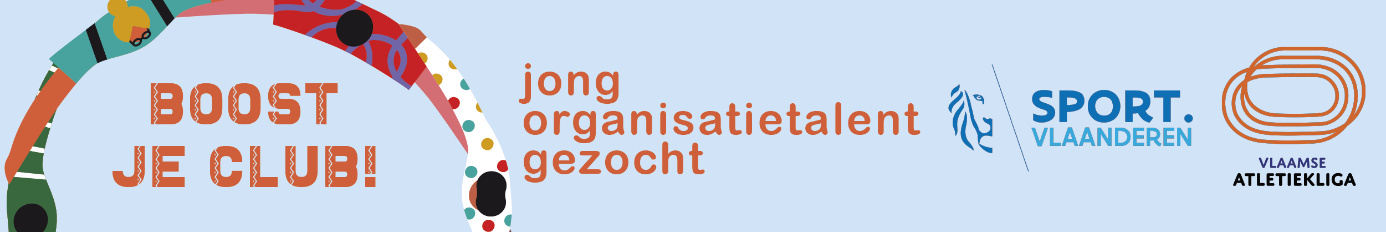 BOOST
JE CLUB!
jong
organisatietalent
gezocht
SPORT.
VLAANDEREN
VLAAMSE
ATLETIEKLIGA